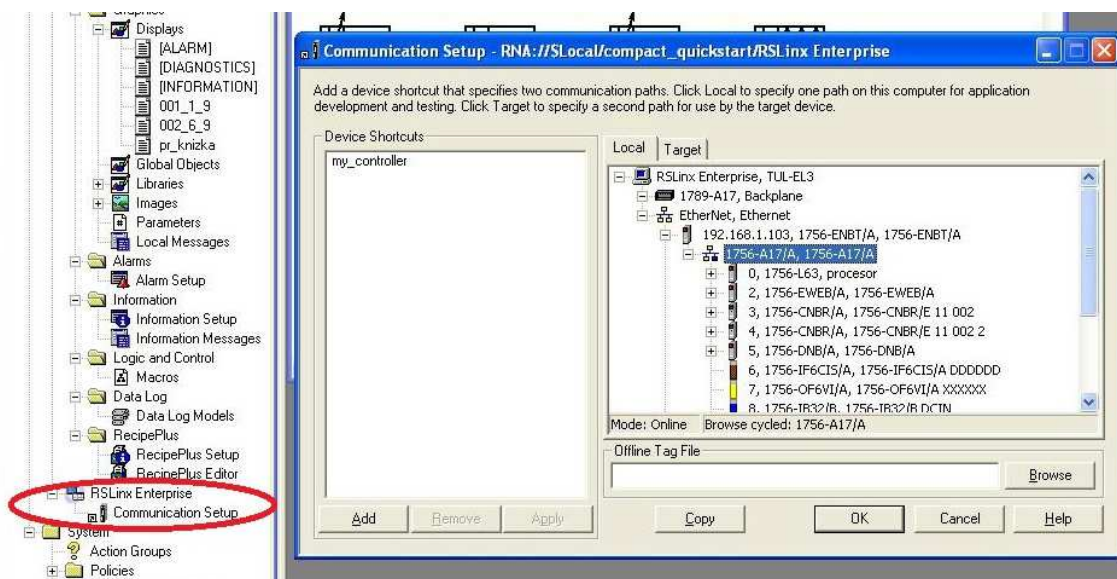 Graphics
Displays
[ALARM]
[DIAGNOSTICS]
[INFORMATION]
001_1_9
002_6_9
pr_knizka
Global Objects
Libraries
Images
Parameters
Local Messages
Alarms
Alarm Setup
Information
Information Setup
Information Messages
Logic and Control
Macros
Data Log
Data Log Models
RecipePlus
RecipePlus Setup
RecipePlus Editor
RSLinx Enterprise
Communication Setup
System
Action Groups
Policies
Communication Setup - RNA://$Local/compact_quickstart/RSLinx Enterprise
Add a device shortcut that specifies two communication paths. Click Local to specify one path on this computer for application
development and testing. Click Target to specify a second path for use by the target device.
Device Shortcuts
my_controller
Add Remove Apply
Local Target
RSLinx Enterprise, TUL-EL3
1789-A17, Backplane
EtherNet, Ethernet
192.168.1.103, 1756-ENBT/A, 1756-ENBT/A
1756-A17/A, 1756-A17/A
0, 1756-L63, procesor
2, 1756-EWEB/A, 1756-EWEB/A
3, 1756-CNBR/A, 1756-CNBR/E 11 002
4, 1756-CNBR/A, 1756-CNBR/E 11 002 2
5, 1756-DNB/A, 1756-DNB/A
6, 1756-IF6CIS/A, 1756-IF6CIS/A DDDDDD
7, 1756-OF6VI/A, 1756-OF6VI/A XXXXXX
8, 1756-IB32/B, 1756-IB32/B DCIN
Mode: Online Browse cycled: 1756-A17/A
Offline Tag File
Browse
Copy OK Cancel Help